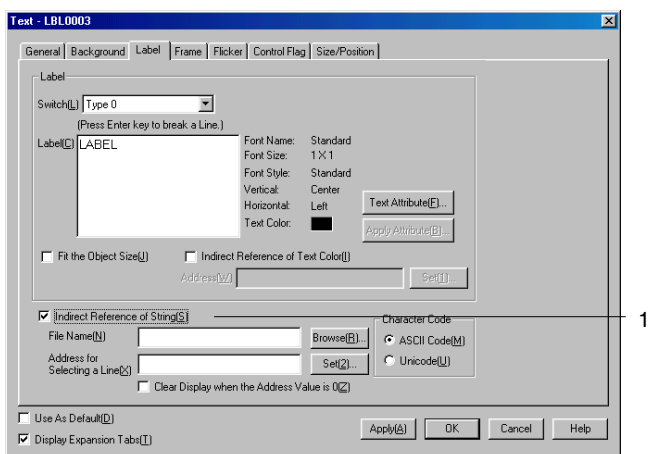 Text - LBL0003
General Background Label Frame Flicker Control Flag Size/Position
Label
Switch(L) Type 0
(Press Enter key to break a Line.)
Label(C) LABEL
Font Name: Standard
Font Size: 1X1
Font Style: Standard
Vertical: Center
Horizontal: Left
Text Color:
Text Attribute(F)...
Apply Attribute(B)...
Fit the Object Size(J) Indirect Reference of Text Color(I)
Address(W) Set(1)...
Indirect Reference of String(S) 1
File Name(N) Browse(R)...
Address for
Selecting a Line(X) Set(2)...
Clear Display when the Address Value is 0(Z)
Character Code
ASCII Code(M)
Unicode(U)
Use As Default(D)
Display Expansion Tabs(T)
Apply(A) OK Cancel Help